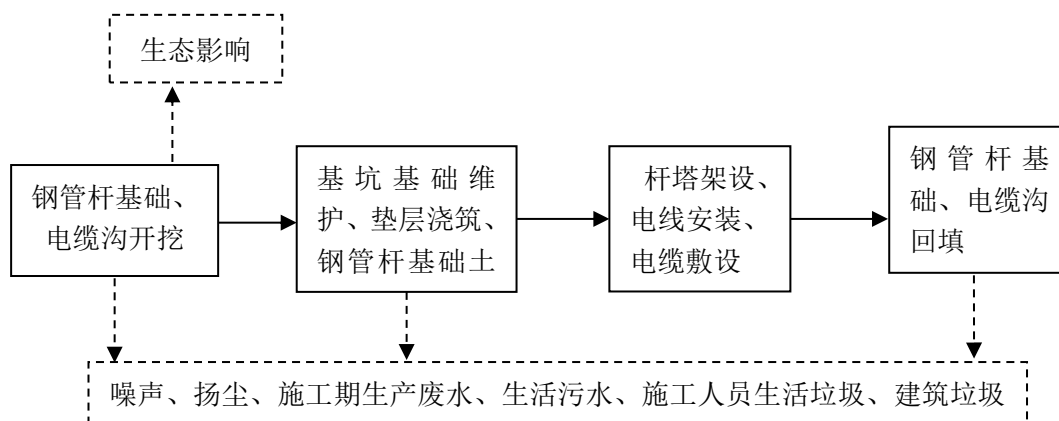 生态影响
钢管杆基础、
电缆沟开挖
基坑基础维
护、垫层浇筑、
钢管杆基础土
杆塔架设、
电线安装、
电缆敷设
钢管杆基
础、电缆沟
回填
噪声、扬尘、施工期生产废水、生活污水、施工人员生活垃圾、建筑垃圾